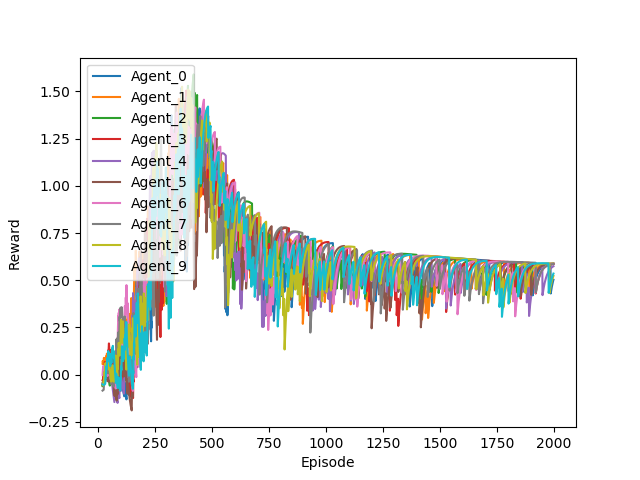 1.50
1.25
1.00
0.75
0.50
0.25
0.00
−0.25
Reward
Agent_0
Agent_1
Agent_2
Agent_3
Agent_4
Agent_5
Agent_6
Agent_7
Agent_8
Agent_9
0 250 500 750 1000 1250 1500 1750 2000
Episode